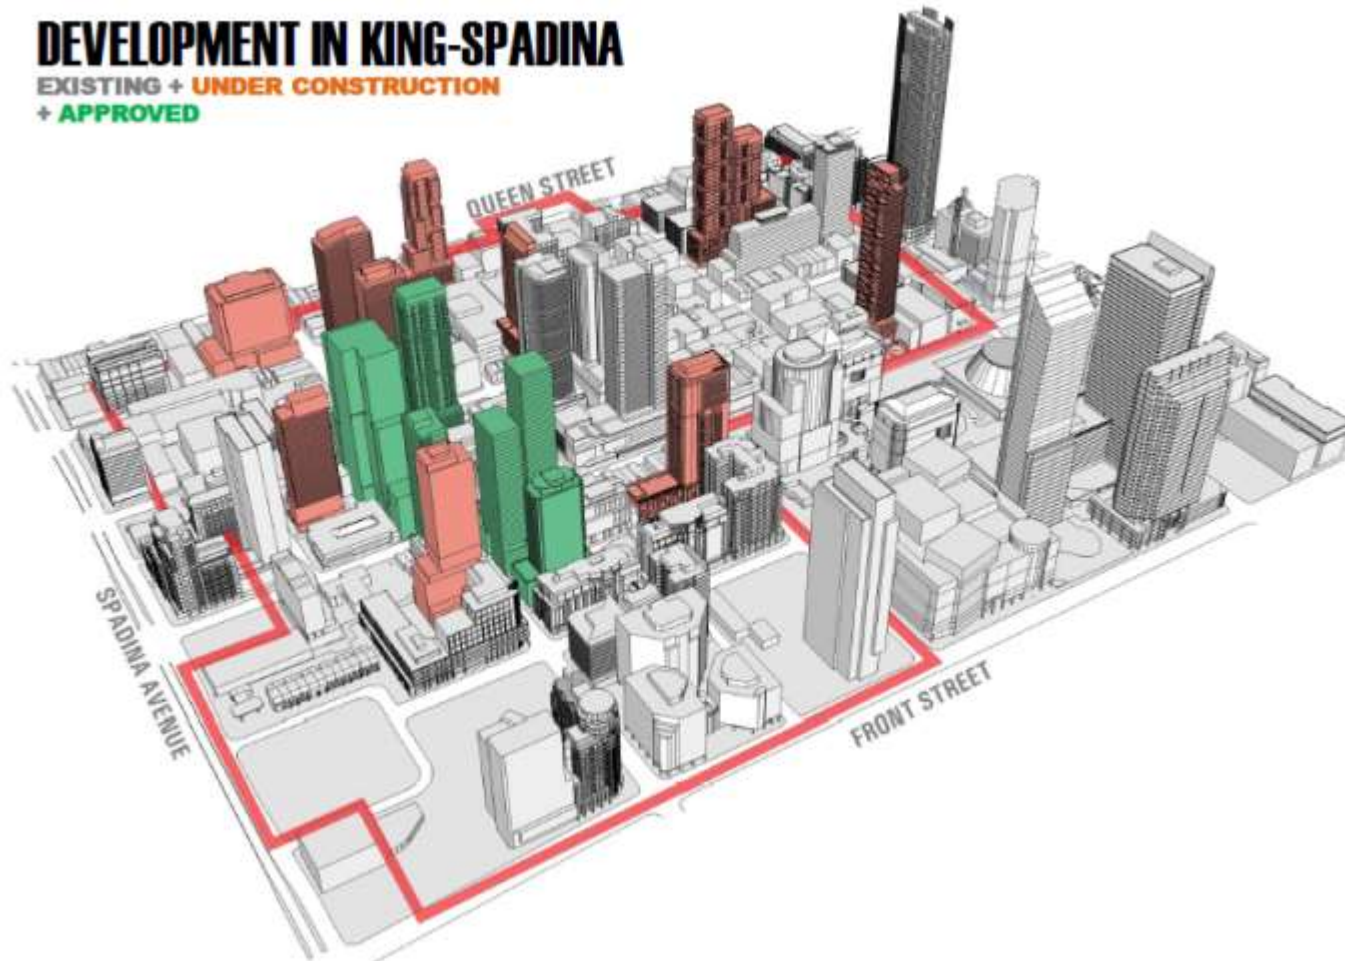 DEVELOPMENT IN KING-SPADINA
EXISTING + UNDER CONSTRUCTION
+ APPROVED
QUEEN STREET
SPADINA AVENUE
FRONT STREET